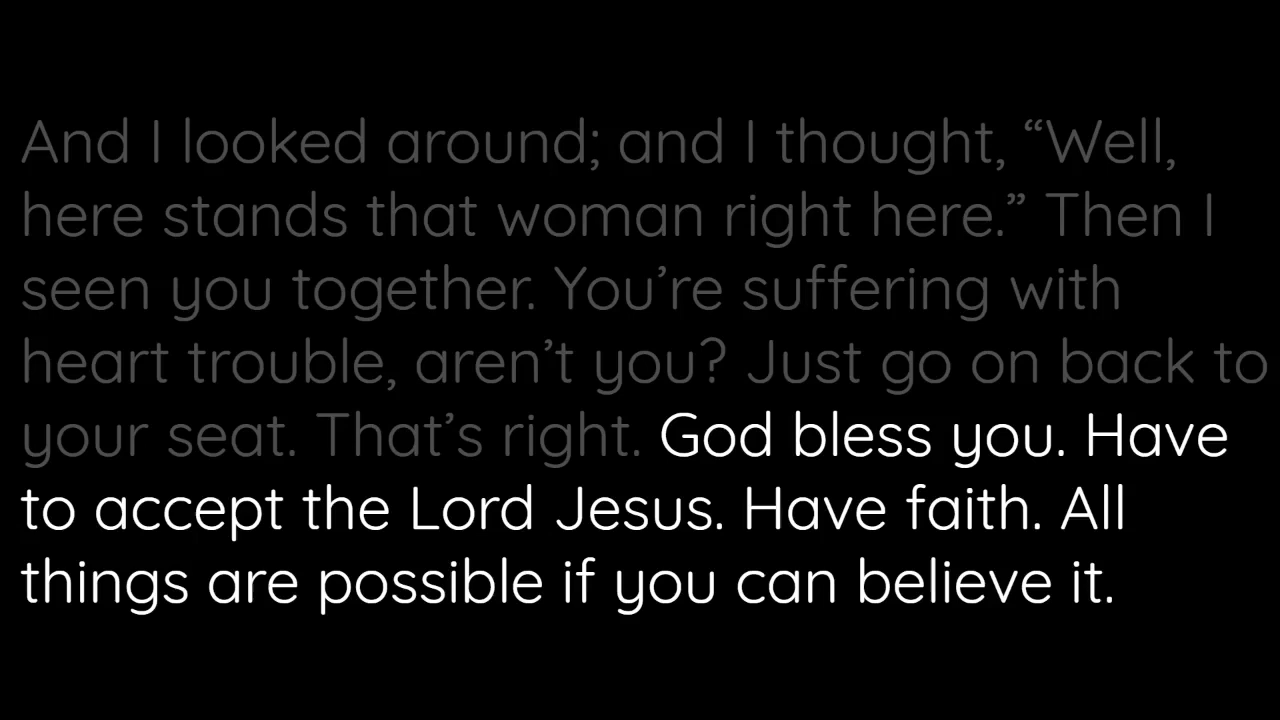 And I looked around; and I thought, “Well,
here stands that woman right here.” Then I
seen you together. You’re suffering with
heart trouble, aren’t you? Just go on back to
your seat. That’s right. God bless you. Have
to accept the Lord Jesus. Have faith. All
things are possible if you can believe it.